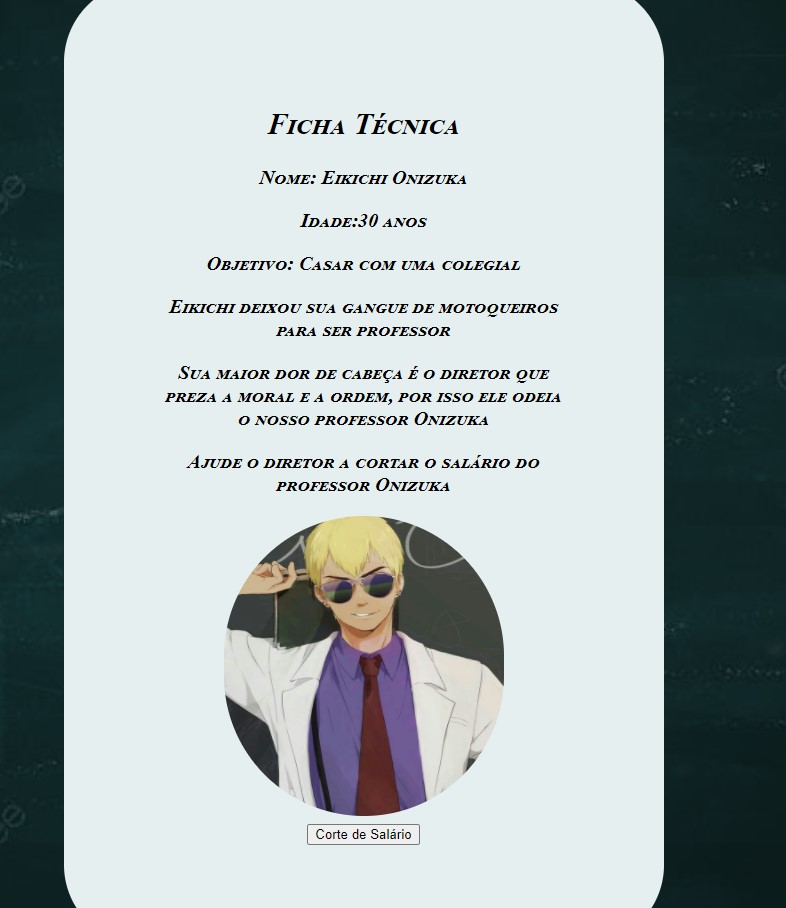 Ficha Técnica
Nome: Eikichi Onizuka
Idade:30 anos
Objetivo: Casar com uma colegial
Eikichi deixou sua gangue de motoqueiros
para ser professor
Sua maior dor de cabeça é o diretor que
preza a moral e a ordem, por isso ele odeia
o nosso professor Onizuka
Ajude o diretor a cortar o salário do
professor Onizuka
Corte de Salário